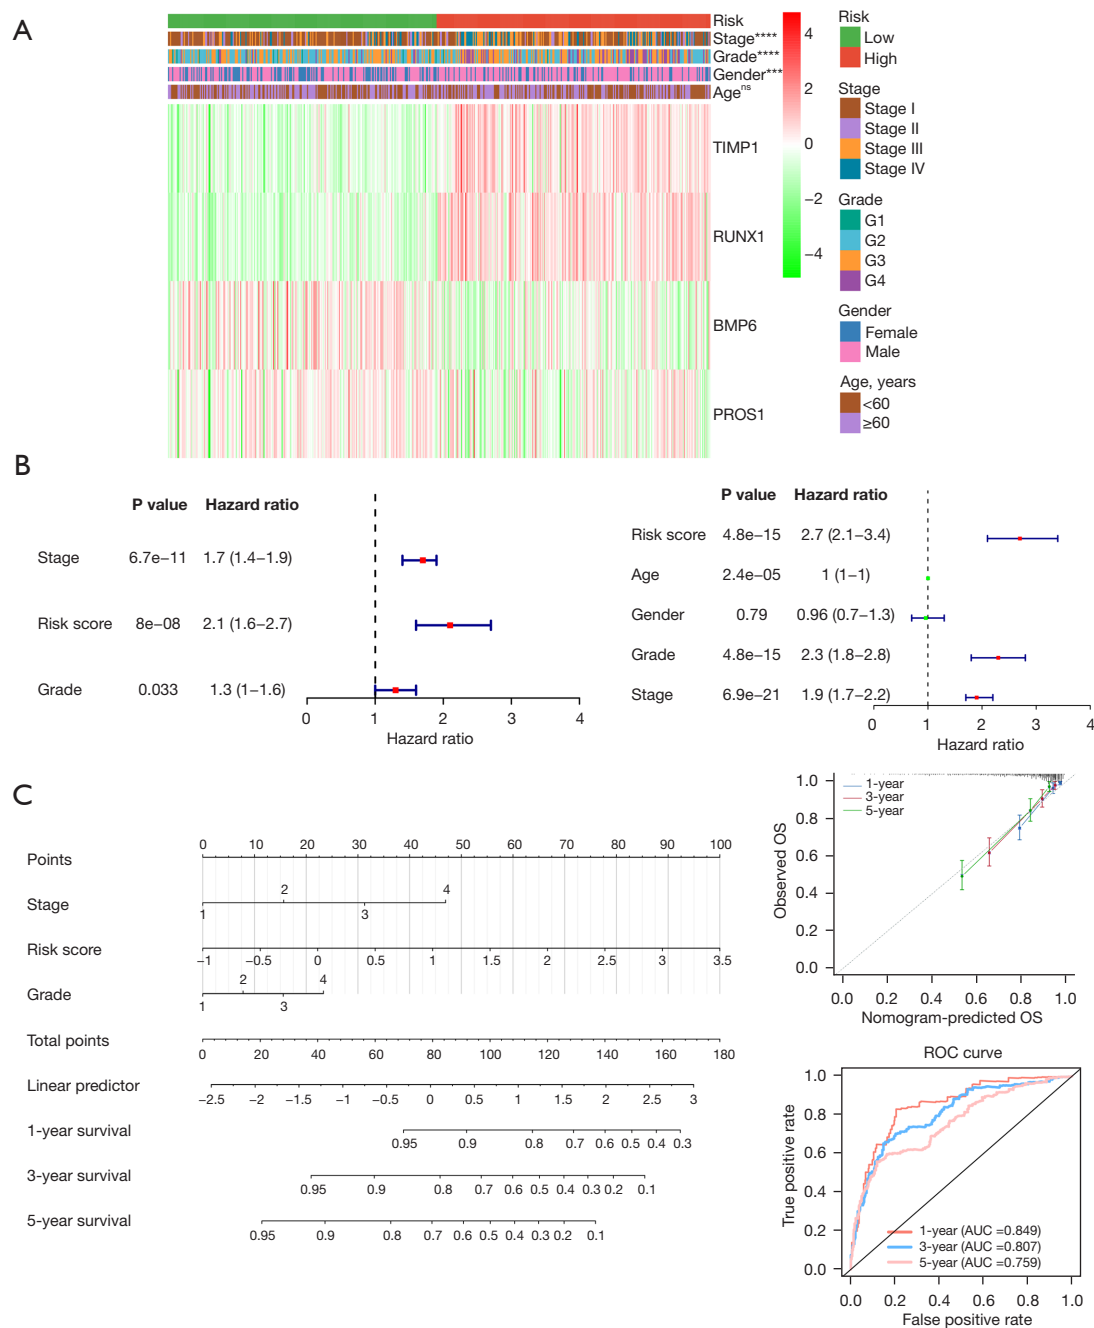 A
Risk
Stage****
Grade****
Gender***
Age ns
TIMP1
RUNX1
BMP6
PROS1
4
2
0
−2
−4
Risk
Low
High
Stage
Stage I
Stage II
Stage III
Stage IV
Grade
G1
G2
G3
G4
Gender
Female
Male
Age, years
<60
≥60
B
P value Hazard ratio
Stage 6.7e−11 1.7 (1.4−1.9)
Risk score 8e−08 2.1 (1.6−2.7)
Grade 0.033 1.3 (1−1.6)
0 1 2 3 4
Hazard ratio
P value Hazard ratio
Risk score 4.8e−15 2.7 (2.1−3.4)
Age 2.4e−05 1 (1−1)
Gender 0.79 0.96 (0.7−1.3)
Grade 4.8e−15 2.3 (1.8−2.8)
Stage 6.9e−21 1.9 (1.7−2.2)
0 1 2 3 4
Hazard ratio
C
Points 0 10 20 30 40 50 60 70 80 90 100
Stage 1 2 3 4
Risk score −1 −0.5 0 0.5 1 1.5 2 2.5 3 3.5
Grade 1 2 3 4
Total points 0 20 40 60 80 100 120 140 160 180
Linear predictor −2.5 −2 −1.5 −1 −0.5 0 0.5 1 1.5 2 2.5 3
1-year survival 0.95 0.9 0.8 0.7 0.6 0.5 0.4 0.3
3-year survival 0.95 0.9 0.8 0.7 0.6 0.5 0.4 0.3 0.2 0.1
5-year survival 0.95 0.9 0.8 0.7 0.6 0.5 0.4 0.3 0.2 0.1
1-year
3-year
5-year
Observed OS
1.0
0.8
0.6
0.4
0.2
0.0
0.0 0.2 0.4 0.6 0.8 1.0
Nomogram-predicted OS
ROC curve
True positive rate
1.0
0.8
0.6
0.4
0.2
0.0
1-year (AUC =0.849)
3-year (AUC =0.807)
5-year (AUC =0.759)
0.0 0.2 0.4 0.6 0.8 1.0
False positive rate